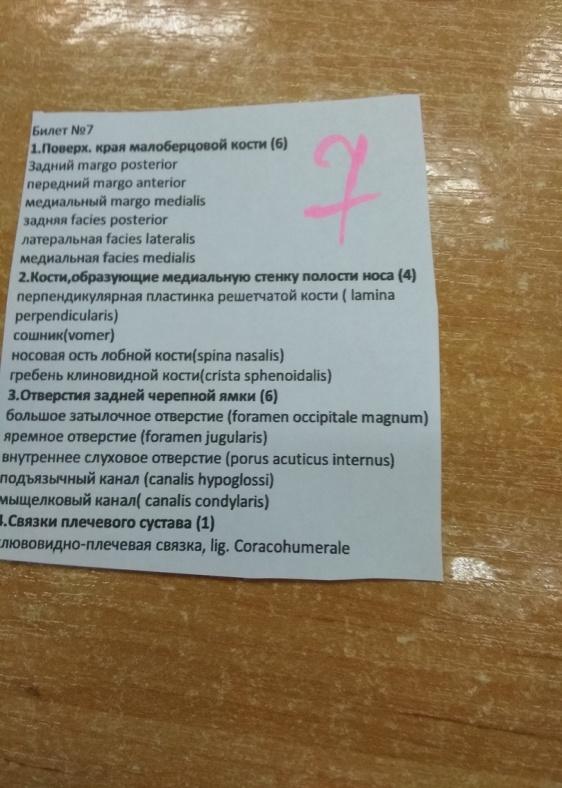 Билет №7
7
1.Поверх. края малоберцовой кости (6)
Задний margo posterior
передний margo anterior
медиальный margo medialis
задняя facies posterior
латеральная facies lateralis
медиальная facies medialis
2.Кости,образующие медиальную стенку полости носа (4)
перпендикулярная пластинка решетчатой кости ( lamina
perpendicularis)
сошник(vomer)
носовая ость лобной кости(spina nasalis)
гребень клиновидной кости(crista sphenoidalis)
3.Отверстия задней черепной ямки (6)
большое затылочное отверстие (foramen occipitale magnum)
яремное отверстие (foramen jugularis)
внутреннее слуховое отверстие (porus acuticus internus)
подъязычный канал (canalis hypoglossi)
мыщелковый канал( canalis condylaris)
4.Связки плечевого сустава (1)
лювовидно-плечевая связка, lig. Coracohumerale